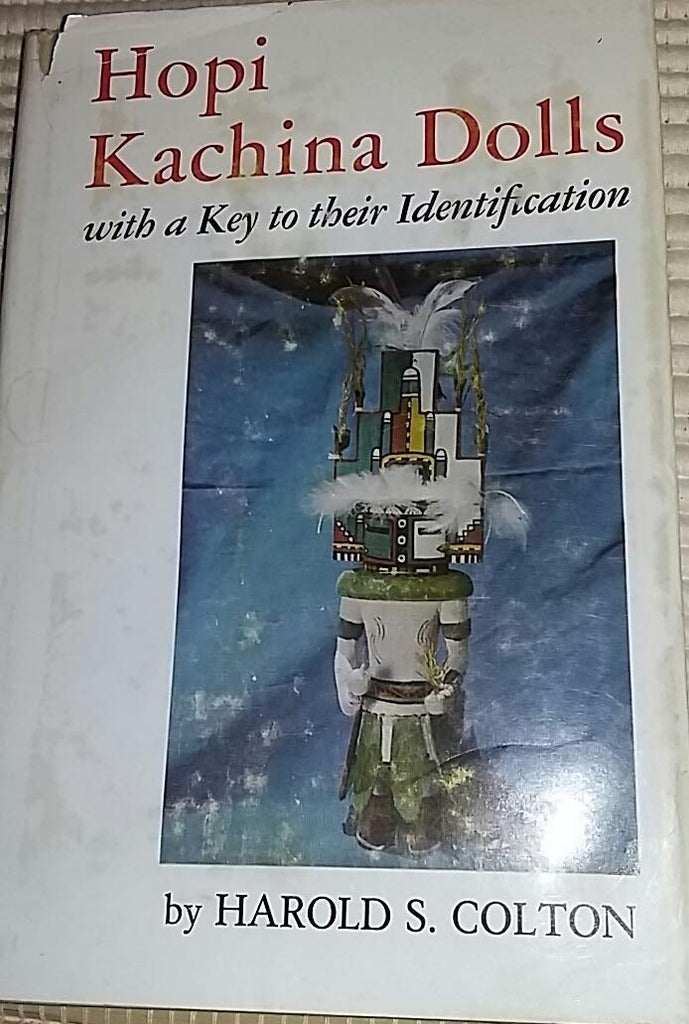 Hopi
Kachina Dolls
with a Key to their Identification
by HAROLD S. COLTON